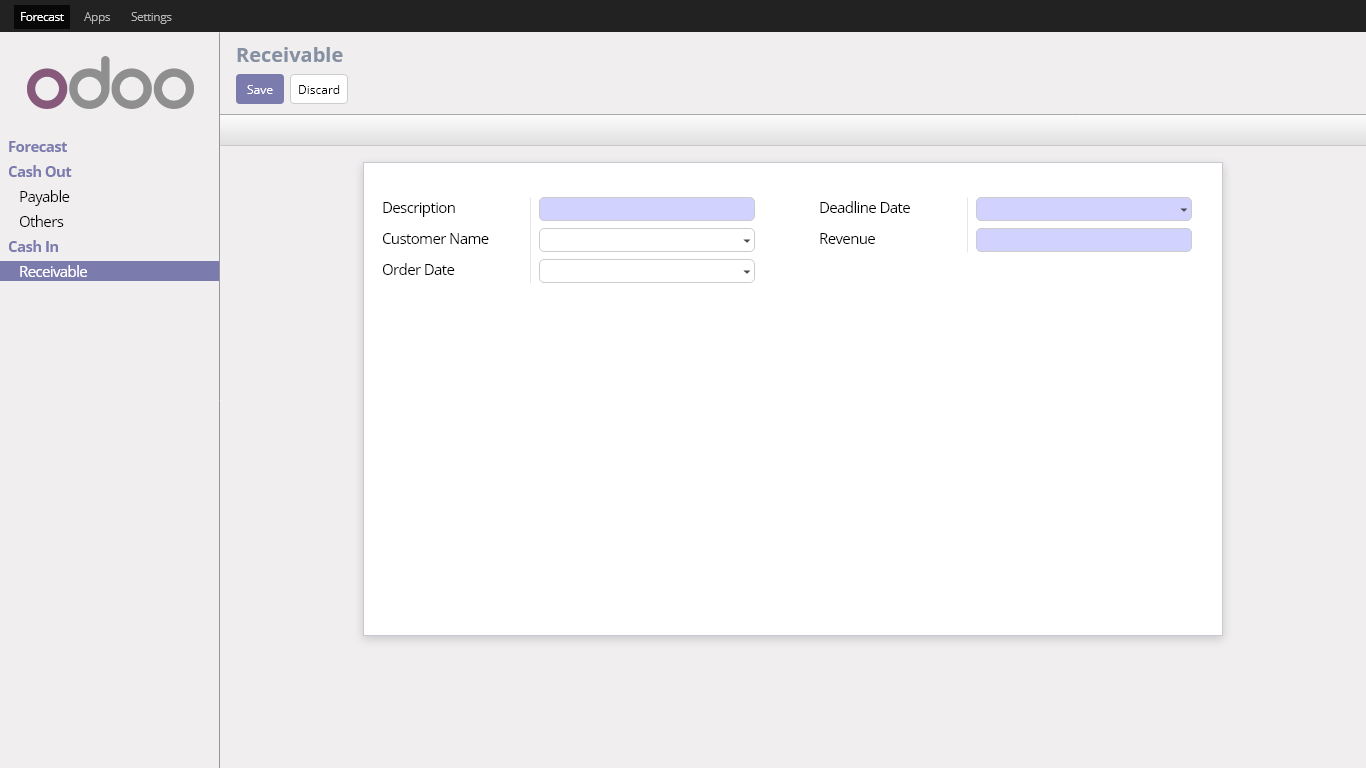 Forecast Apps Settings
odoo
Forecast
Cash Out
Payable
Others
Cash In
Receivable
Receivable
Save Discard
Description
Customer Name
Order Date
Deadline Date
Revenue